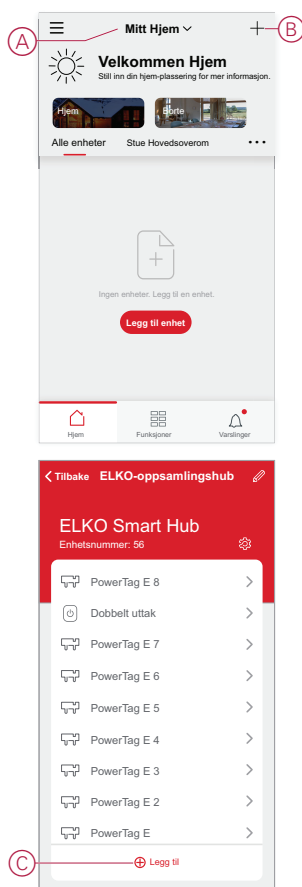 A
Mitt Hjem
B
Velkommen Hjem
Still inn din hjem-plassering for mer informasjon.
Hjem
Borte
Alle enheter
Stue Hovedsoverom
Ingen enheter. Legg til en enhet.
Legg til enhet
Hjem
Funksjoner
Varslinger
Tilbake
ELKO-oppsamlingshub
ELKO Smart Hub
Enhetsnummer: 56
PowerTag E 8
Dobbelt uttak
PowerTag E 7
PowerTag E 6
PowerTag E 5
PowerTag E 4
PowerTag E 3
PowerTag E 2
PowerTag E
C
Legg til